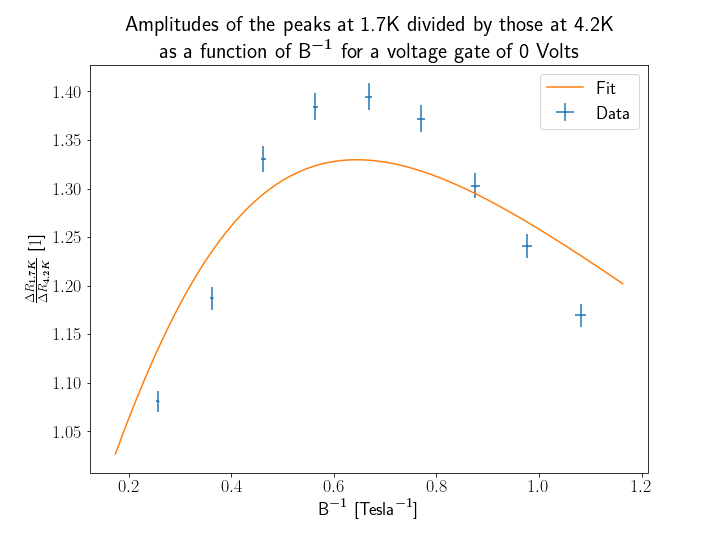 Amplitudes of the peaks at 1.7K divided by those at 4.2K
as a function of B⁻¹ for a voltage gate of 0 Volts
Fit
Data
1.40
1.35
1.30
1.25
1.20
1.15
1.10
1.05
ΔR₁.₇K / ΔR₄.₂K [1]
0.2 0.4 0.6 0.8 1.0 1.2
B⁻¹ [Tesla⁻¹]